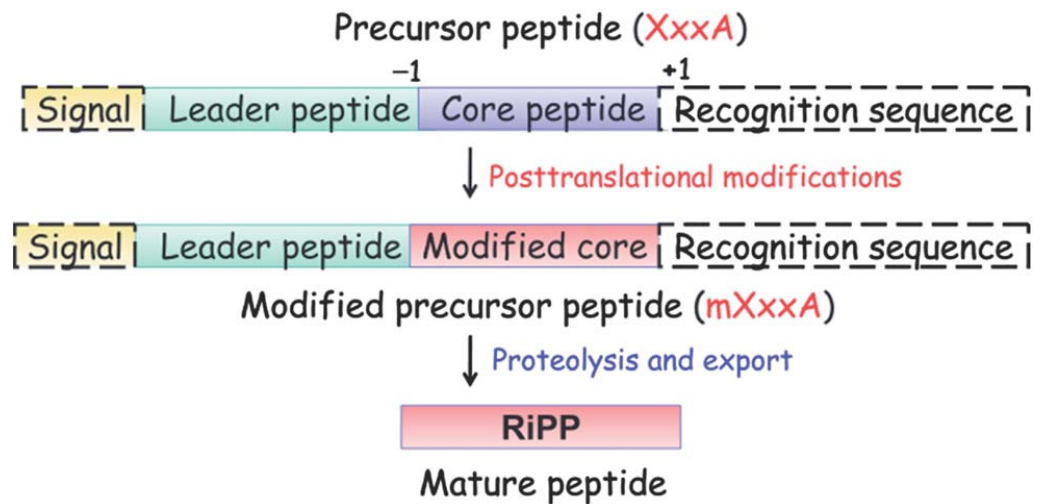 Precursor peptide (XxxA)
–1 +1
Signal Leader peptide Core peptide Recognition sequence
Posttranslational modifications
Signal Leader peptide Modified core Recognition sequence
Modified precursor peptide (mXxxA)
Proteolysis and export
RiPP
Mature peptide